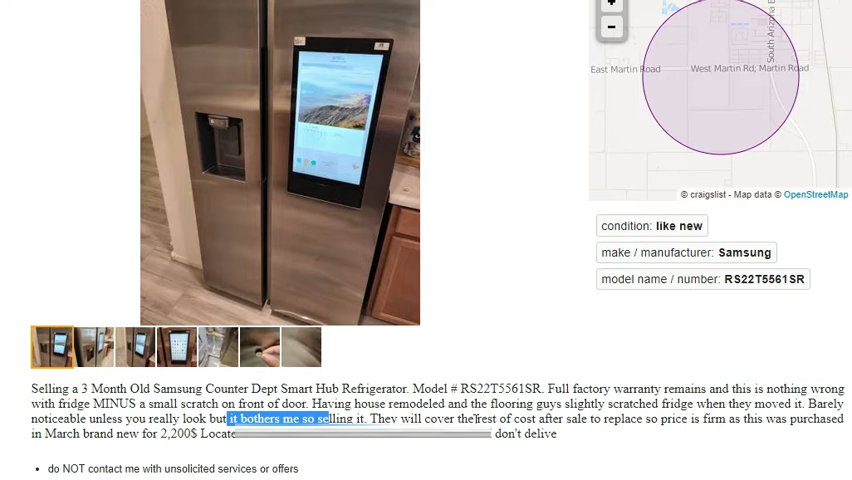 +
−
South Arizona B
East Martin Road
West Martin Rd; Martin Road
© craigslist - Map data © OpenStreetMap
condition: like new
make / manufacturer: Samsung
model name / number: RS22T5561SR
Selling a 3 Month Old Samsung Counter Dept Smart Hub Refrigerator. Model # RS22T5561SR. Full factory warranty remains and this is nothing wrong
with fridge MINUS a small scratch on front of door. Having house remodeled and the flooring guys slightly scratched fridge when they moved it. Barely
noticeable unless you really look but it bothers me so selling it. They will cover the rest of cost after sale to replace so price is firm as this was purchased
in March brand new for 2,200$ Locate don't delive
do NOT contact me with unsolicited services or offers